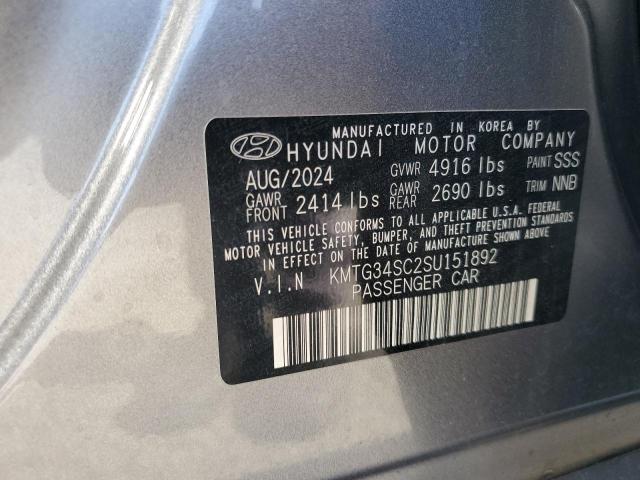 MANUFACTURED IN KOREA BY
HYUNDAI MOTOR COMPANY
AUG/2024 GVWR 4916 lbs PAINT SSS
GAWR FRONT 2414 lbs GAWR REAR 2690 lbs TRIM NNB
THIS VEHICLE CONFORMS TO ALL APPLICABLE U.S.A. FEDERAL
MOTOR VEHICLE SAFETY, BUMPER, AND THEFT PREVENTION STANDARDS
IN EFFECT ON THE DATE OF MANUFACTURE SHOWN ABOVE.
V.I.N KMTG34SC2SU151892
PASSENGER CAR